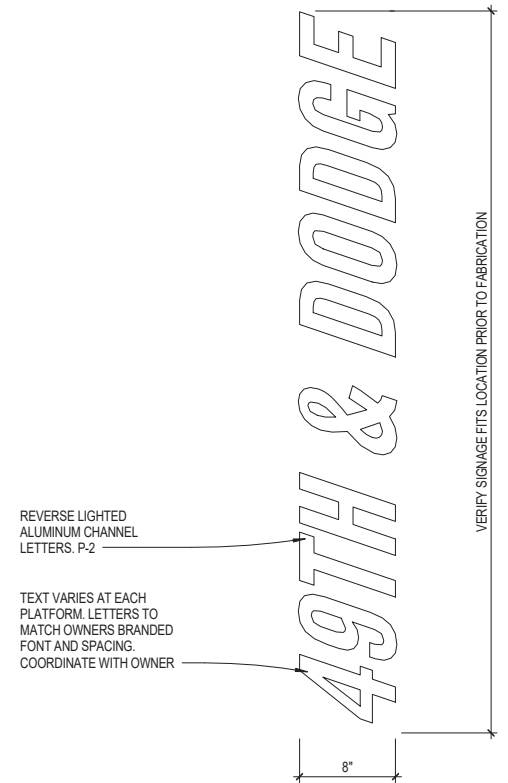 49TH & DODGE
VERIFY SIGNAGE FITS LOCATION PRIOR TO FABRICATION
REVERSE LIGHTED
ALUMINUM CHANNEL
LETTERS. P-2
TEXT VARIES AT EACH
PLATFORM. LETTERS TO
MATCH OWNERS BRANDED
FONT AND SPACING.
COORDINATE WITH OWNER
8"